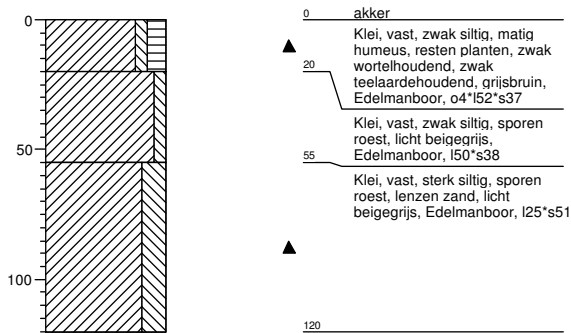 0
50
100
0 akker
Klei, vast, zwak siltig, matig
humeus, resten planten, zwak
wortelhoudend, zwak
teelaardehoudend, grijsbruin,
Edelmanboor, o4*l52*s37
20
Klei, vast, zwak siltig, sporen
roest, licht beigegrijs,
Edelmanboor, l50*s38
55
Klei, vast, sterk siltig, sporen
roest, lenzen zand, licht
beigegrijs, Edelmanboor, l25*s51
120